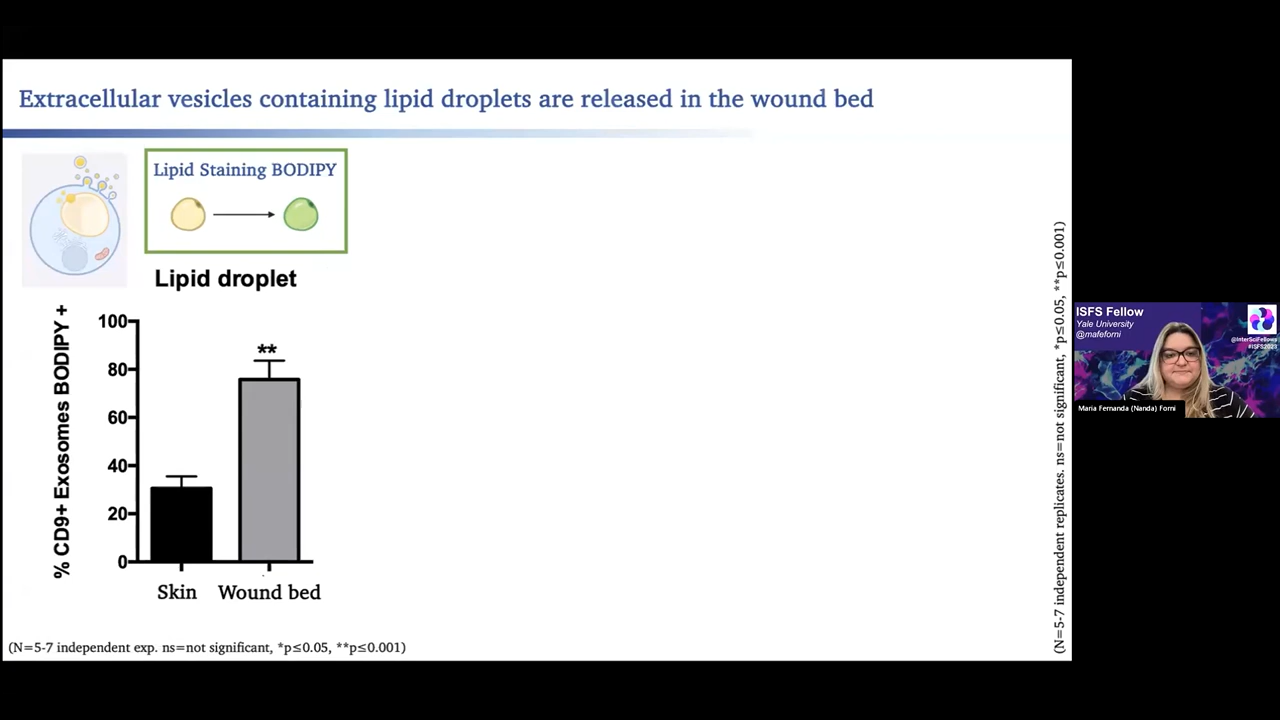 Extracellular vesicles containing lipid droplets are released in the wound bed
Lipid Staining BODIPY
Lipid droplet
% CD9+ Exosomes BODIPY +
100
80
60
40
20
0
**
Skin
Wound bed
(N=5-7 independent exp. ns=not significant, *p≤0.05, **p≤0.001)
(N=5-7 independent replicates. ns=not significant, *p≤0.05, **p≤0.001)
ISFS Fellow
Yale University
@mafeforni
@InterSciFellows
#ISFS2023
Maria Fernanda (Nanda) Forni